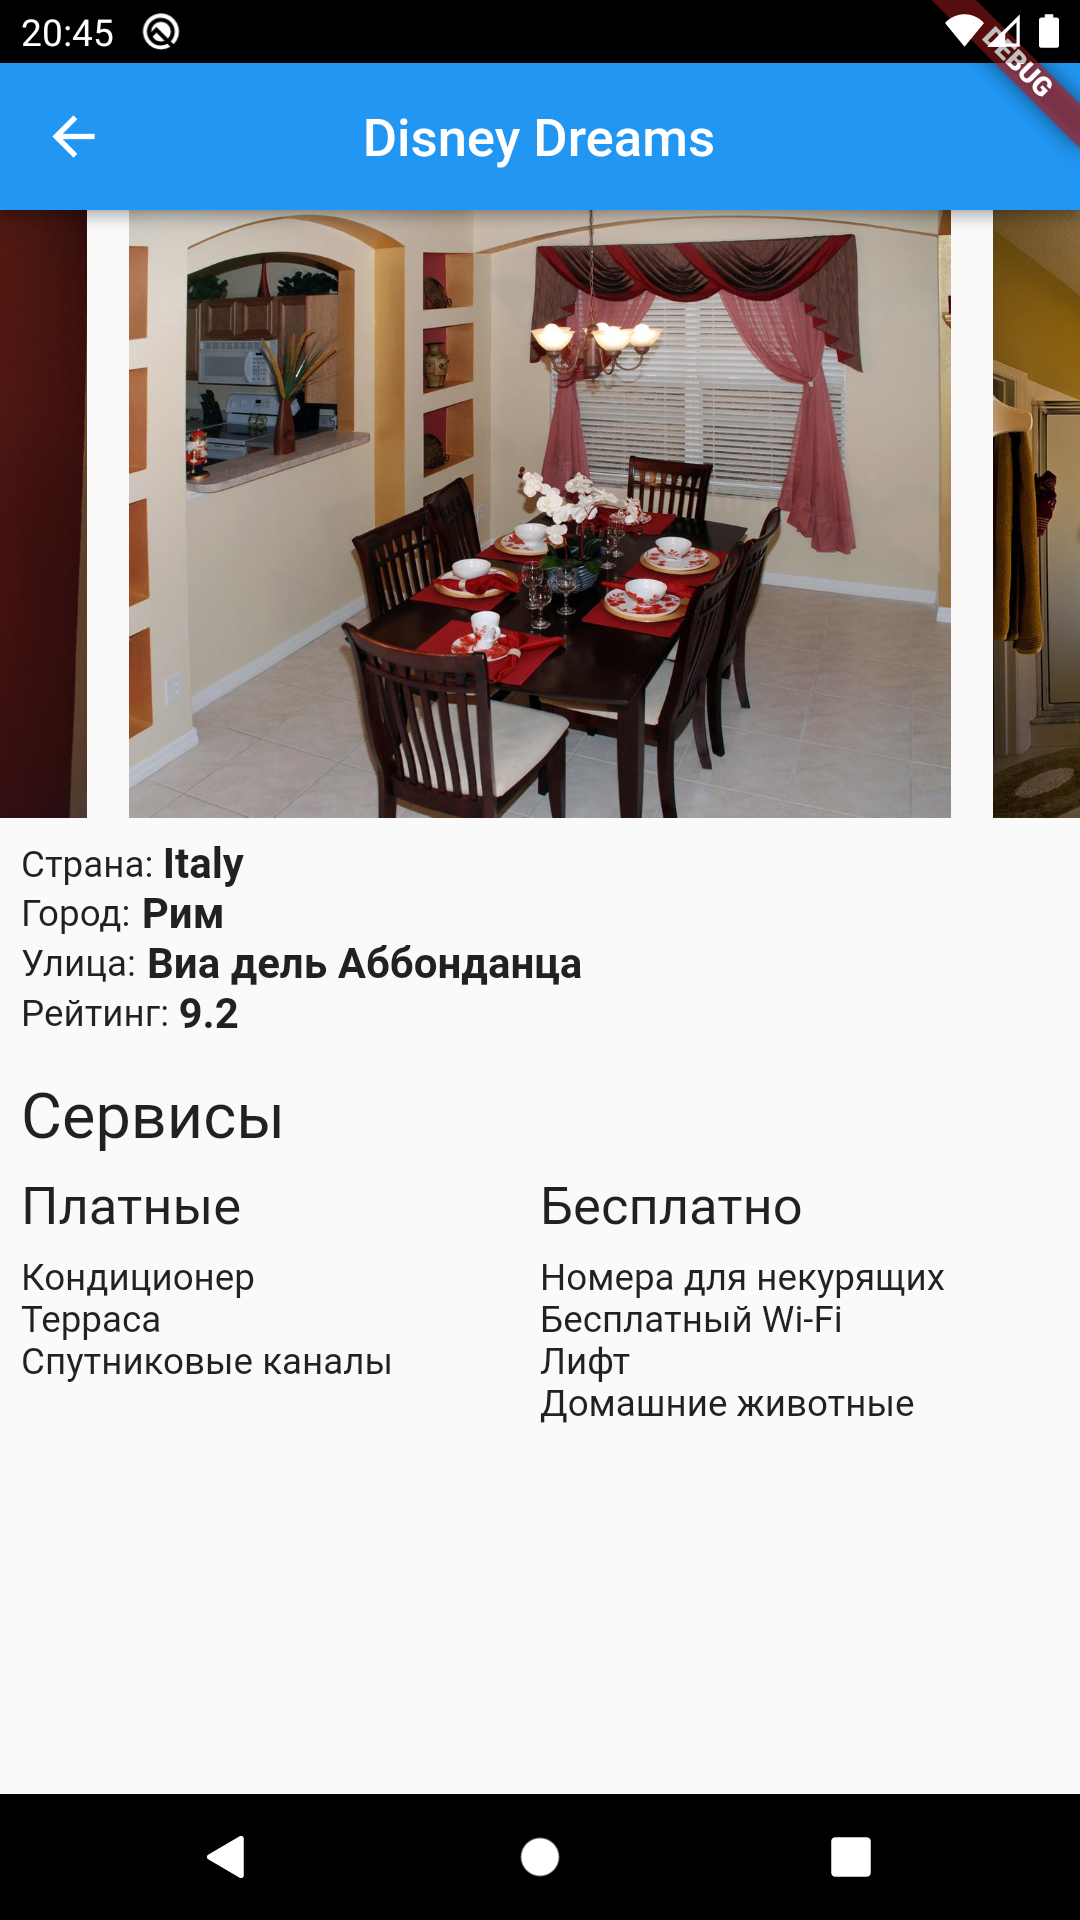 20:45
DEBUG
Disney Dreams
Страна: Italy
Город: Рим
Улица: Виа дель Аббонданца
Рейтинг: 9.2
Сервисы
Платные
Бесплатно
Кондиционер
Терраса
Спутниковые каналы
Номера для некурящих
Бесплатный Wi-Fi
Лифт
Домашние животные